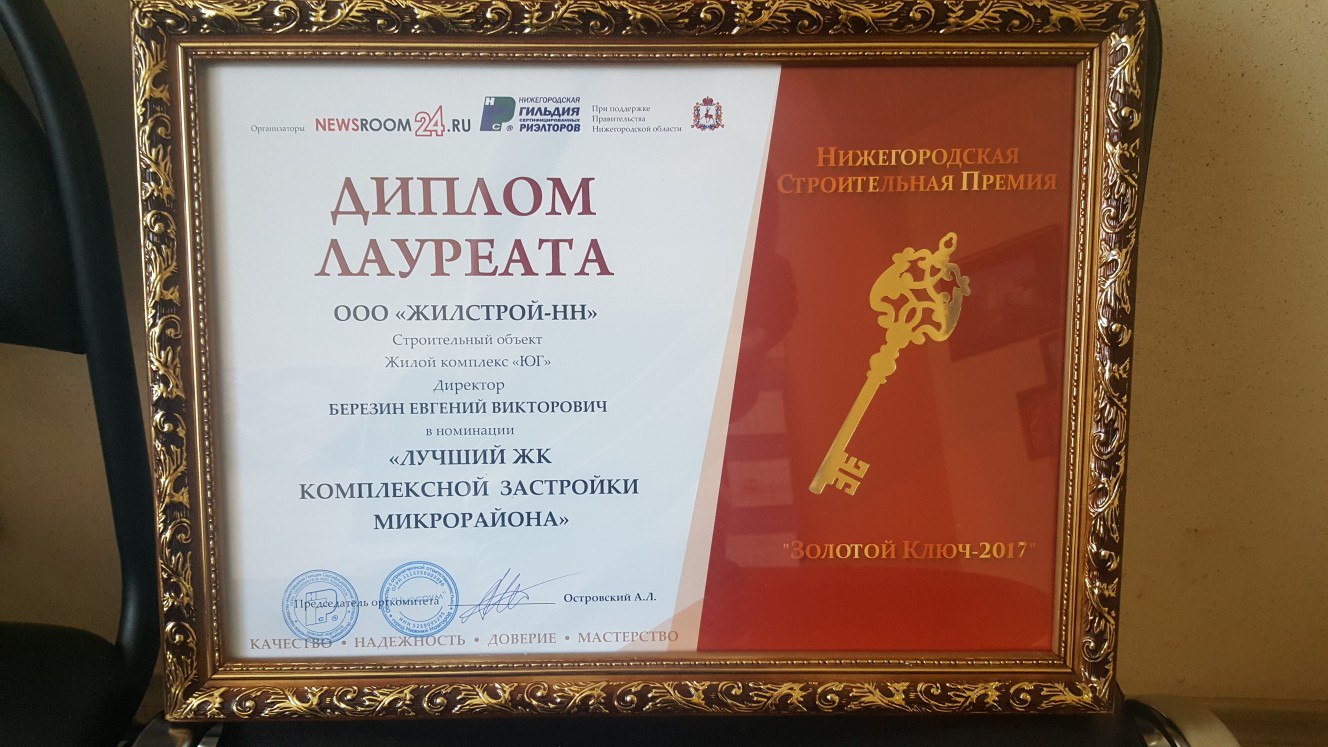 Организаторы NEWSROOM24.RU
НИЖЕГОРОДСКАЯ
ГИЛЬДИЯ
СЕРТИФИЦИРОВАННЫХ
РИЭЛТОРОВ
При поддержке
Правительства
Нижегородской области
ДИПЛОМ
ЛАУРЕАТА
ООО «ЖИЛСТРОЙ-НН»
Строительный объект
Жилой комплекс «ЮГ»
Директор
БЕРЕЗИН ЕВГЕНИЙ ВИКТОРОВИЧ
в номинации
«ЛУЧШИЙ ЖК
КОМПЛЕКСНОЙ ЗАСТРОЙКИ
МИКРОРАЙОНА»
Председатель оргкомитета Островский А.Л.
КАЧЕСТВО • НАДЕЖНОСТЬ • ДОВЕРИЕ • МАСТЕРСТВО
НИЖЕГОРОДСКАЯ
СТРОИТЕЛЬНАЯ ПРЕМИЯ
"ЗОЛОТОЙ КЛЮЧ-2017"